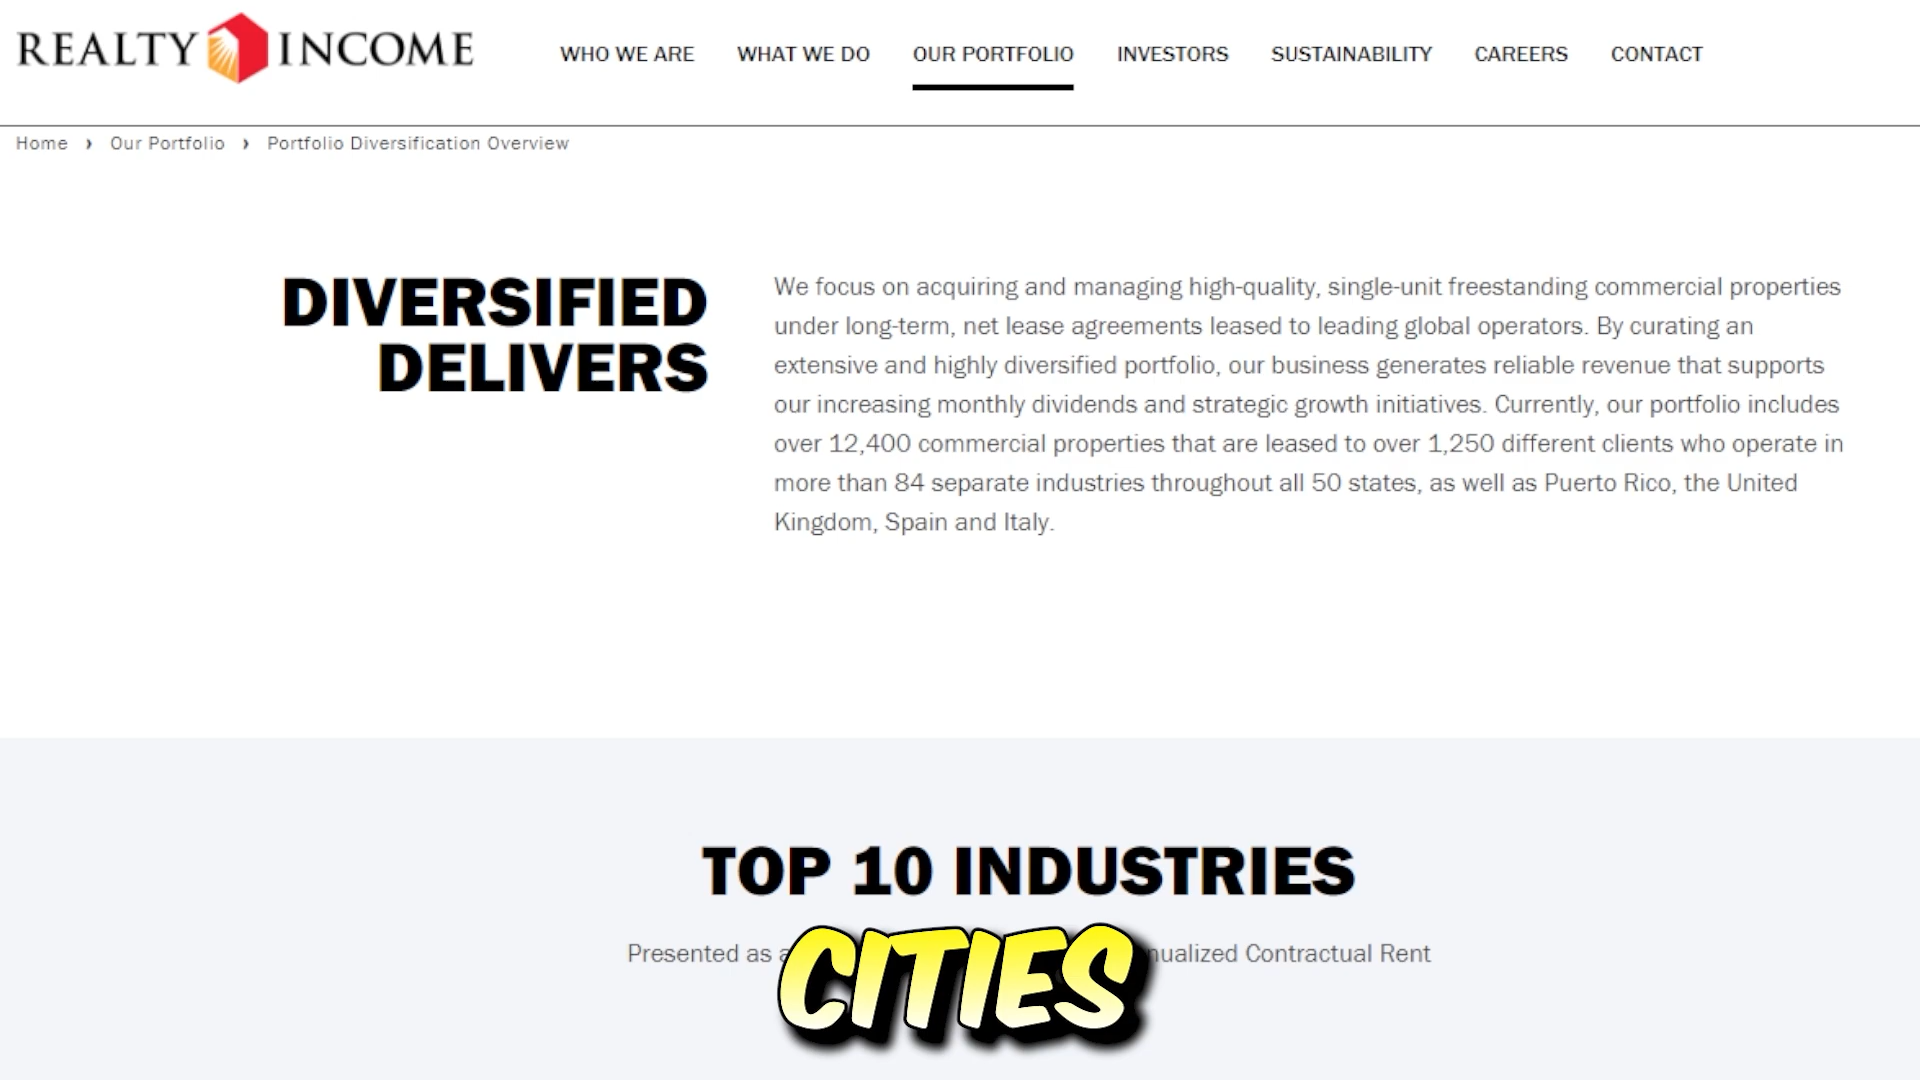 REALTY INCOME
WHO WE ARE WHAT WE DO OUR PORTFOLIO INVESTORS SUSTAINABILITY CAREERS CONTACT
Home › Our Portfolio › Portfolio Diversification Overview
DIVERSIFIED
DELIVERS
We focus on acquiring and managing high-quality, single-unit freestanding commercial properties
under long-term, net lease agreements leased to leading global operators. By curating an
extensive and highly diversified portfolio, our business generates reliable revenue that supports
our increasing monthly dividends and strategic growth initiatives. Currently, our portfolio includes
over 12,400 commercial properties that are leased to over 1,250 different clients who operate in
more than 84 separate industries throughout all 50 states, as well as Puerto Rico, the United
Kingdom, Spain and Italy.
TOP 10 INDUSTRIES
Presented as Contractual Rent
CITIES